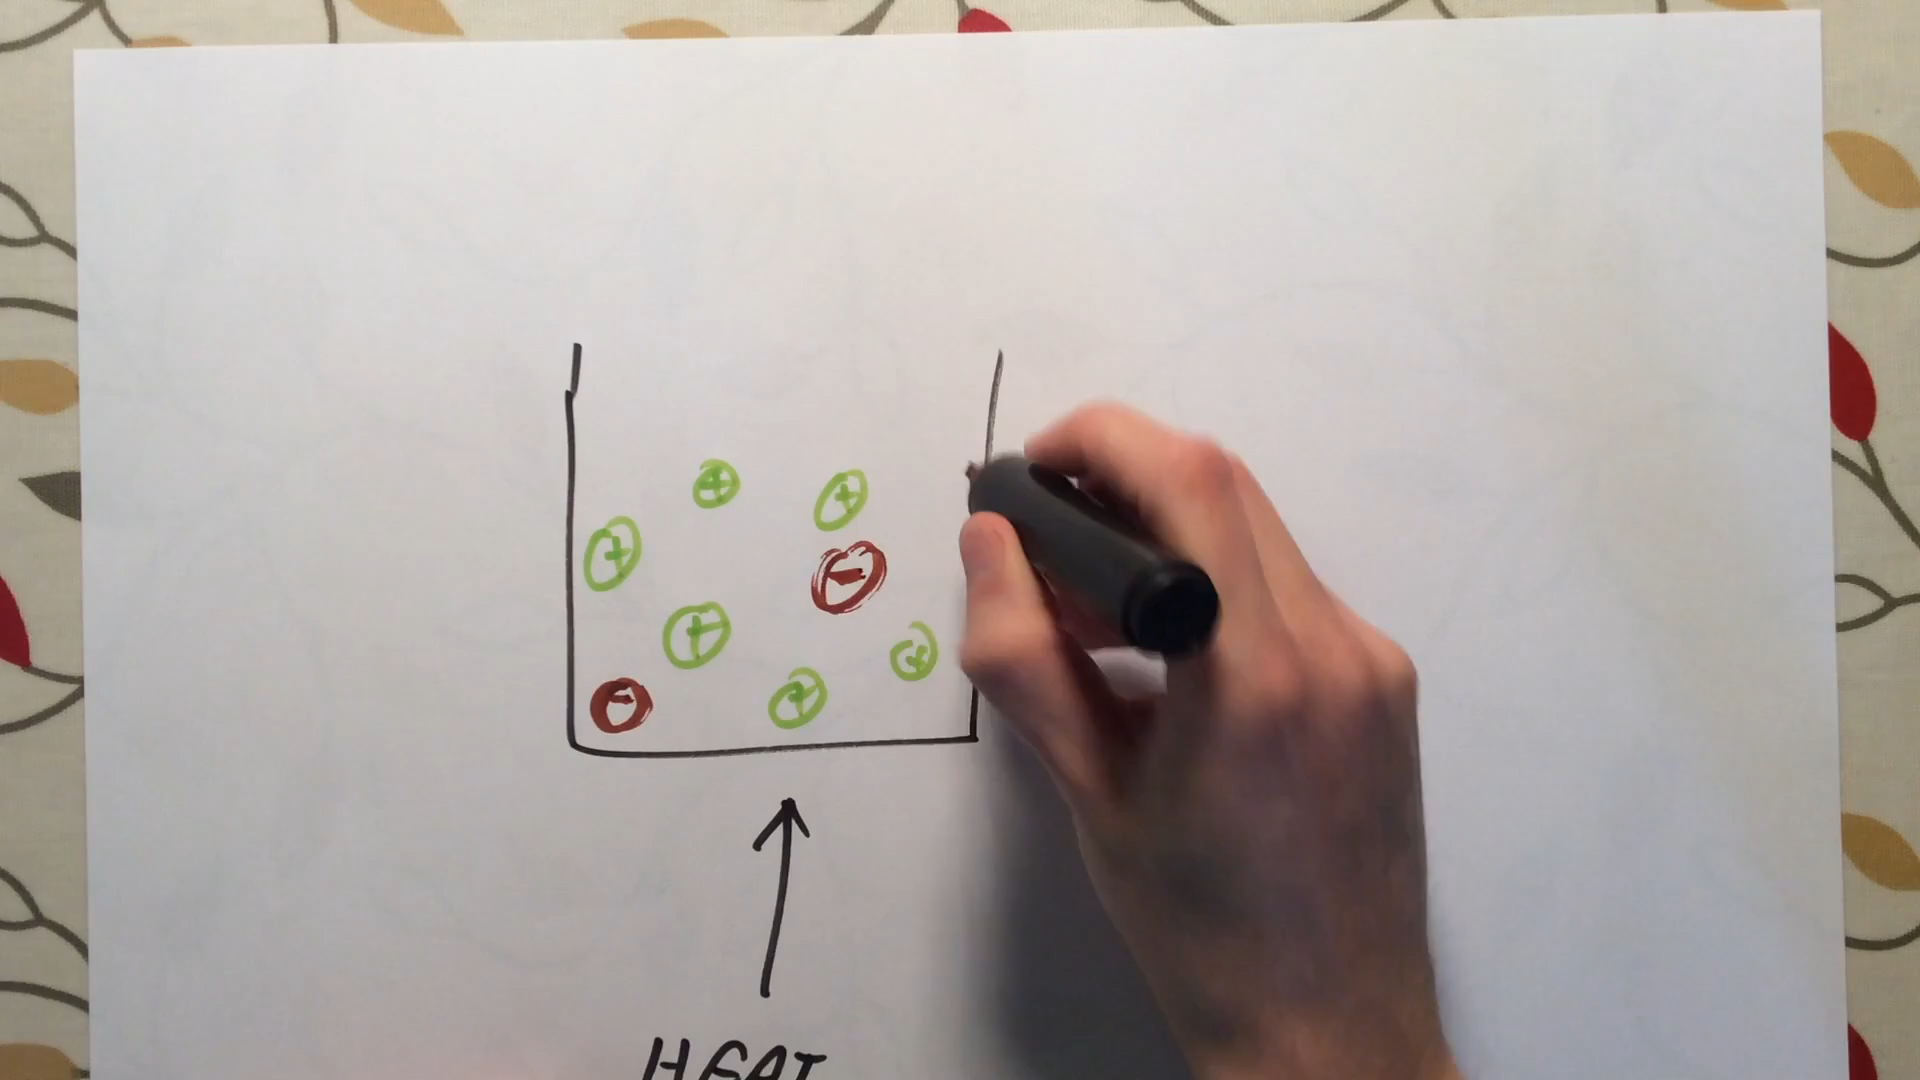 + +
+ -
+ +
- +
HEAT